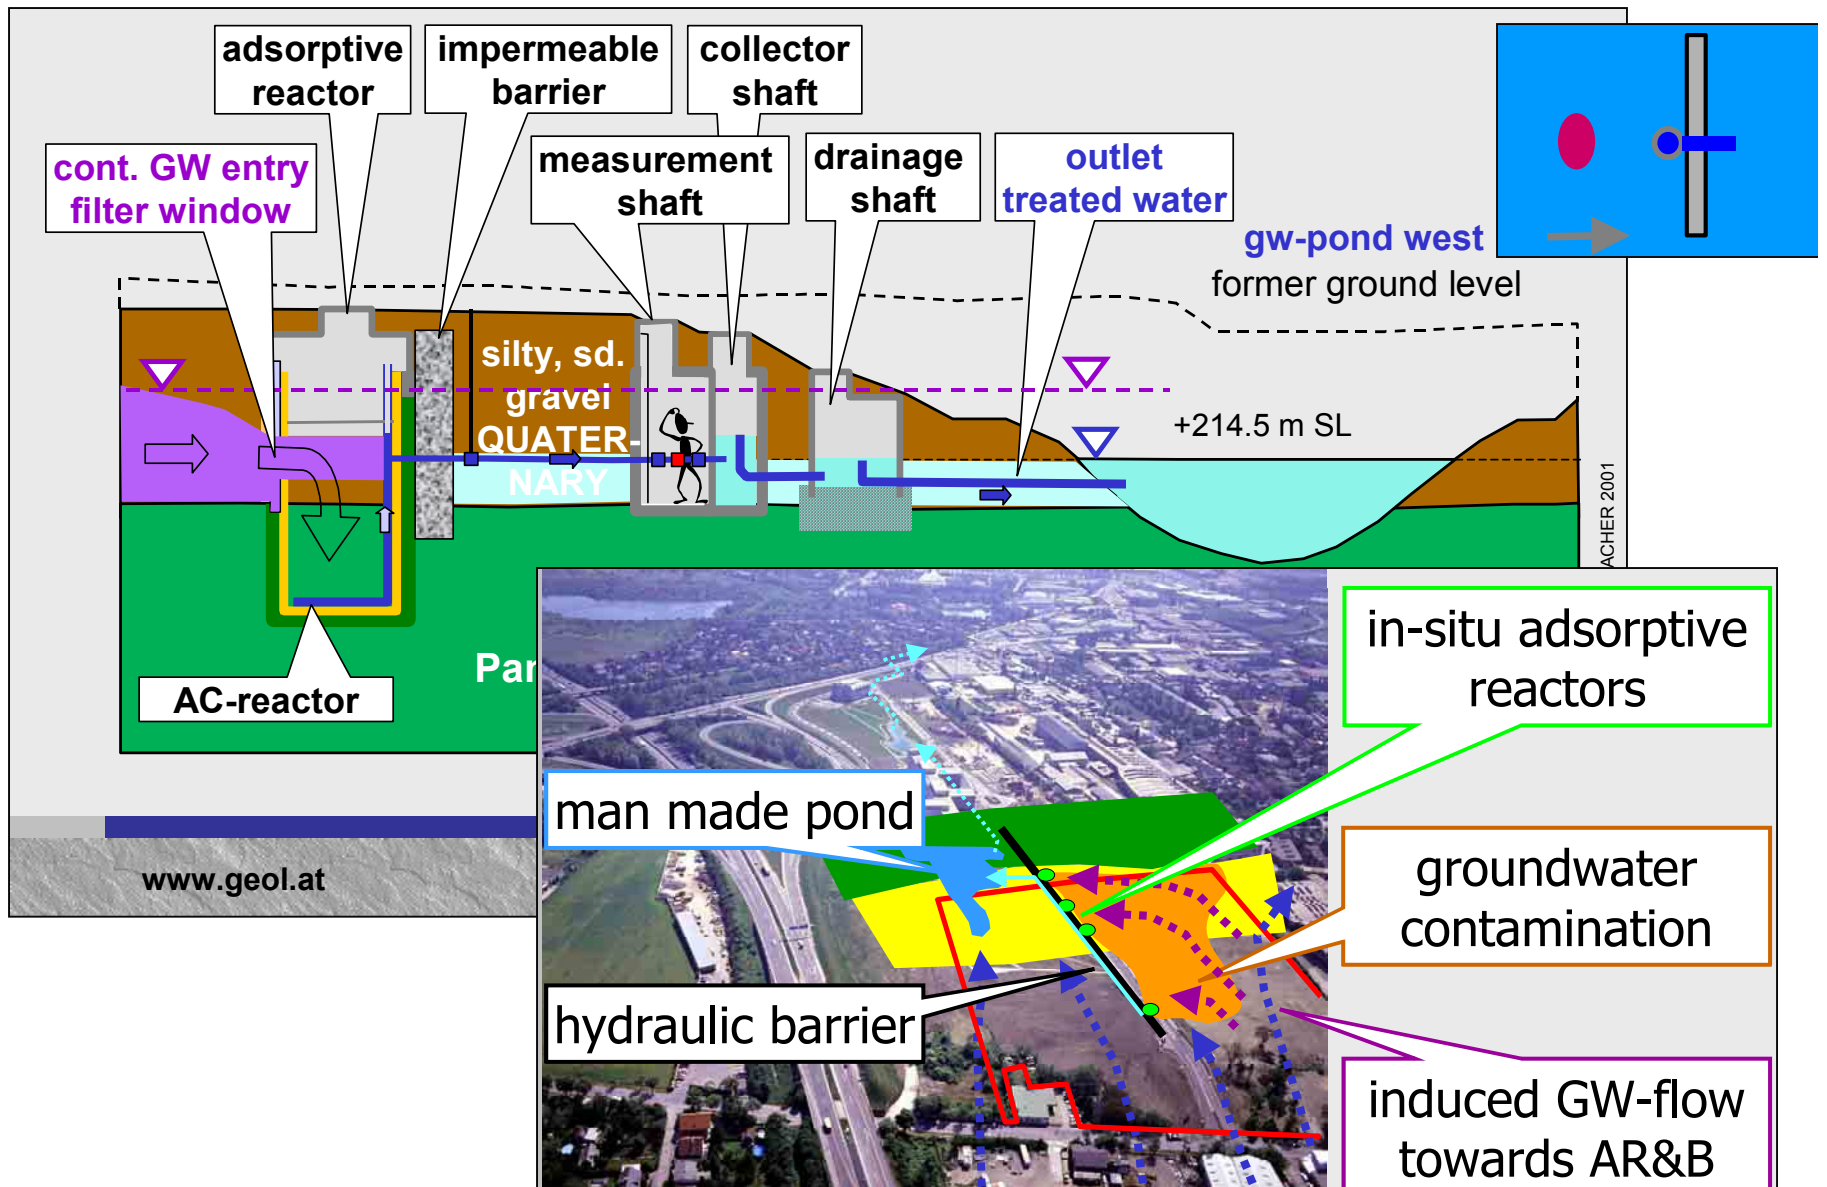 adsorptive
reactor
impermeable
barrier
collector
shaft
cont. GW entry
filter window
measurement
shaft
drainage
shaft
outlet
treated water
gw-pond west
former ground level
silty, sd.
gravel
QUATER-
NARY
+214.5 m SL
ACHER 2001
AC-reactor
www.geol.at
in-situ adsorptive
reactors
man made pond
groundwater
contamination
hydraulic barrier
induced GW-flow
towards AR&B